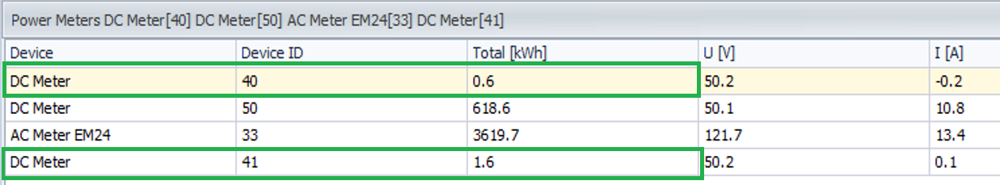 Power Meters DC Meter[40] DC Meter[50] AC Meter EM24[33] DC Meter[41]
Device Device ID Total [kWh] U [V] I [A]
DC Meter 40 0.6 50.2 -0.2
DC Meter 50 618.6 50.1 10.8
AC Meter EM24 33 3619.7 121.7 13.4
DC Meter 41 1.6 50.2 0.1